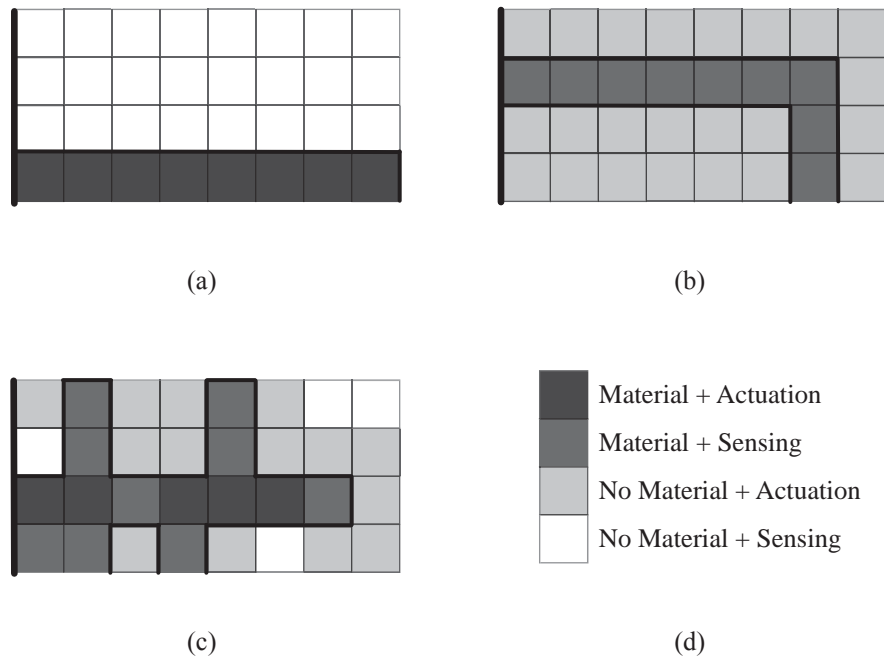 (a)
(b)
(c)
Material + Actuation
Material + Sensing
No Material + Actuation
No Material + Sensing
(d)